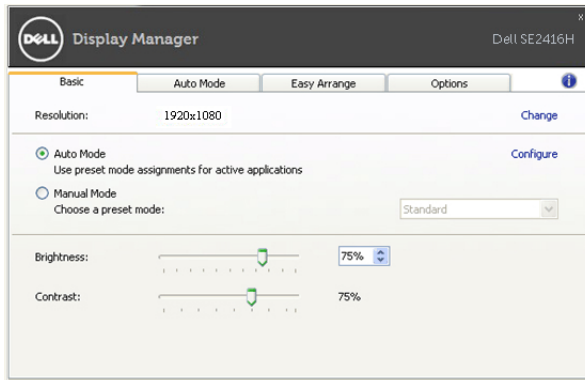 DELL Display Manager Dell SE2416H
Basic Auto Mode Easy Arrange Options
Resolution: 1920x1080 Change
Auto Mode Configure
Use preset mode assignments for active applications
Manual Mode
Choose a preset mode: Standard
Brightness: 75%
Contrast: 75%